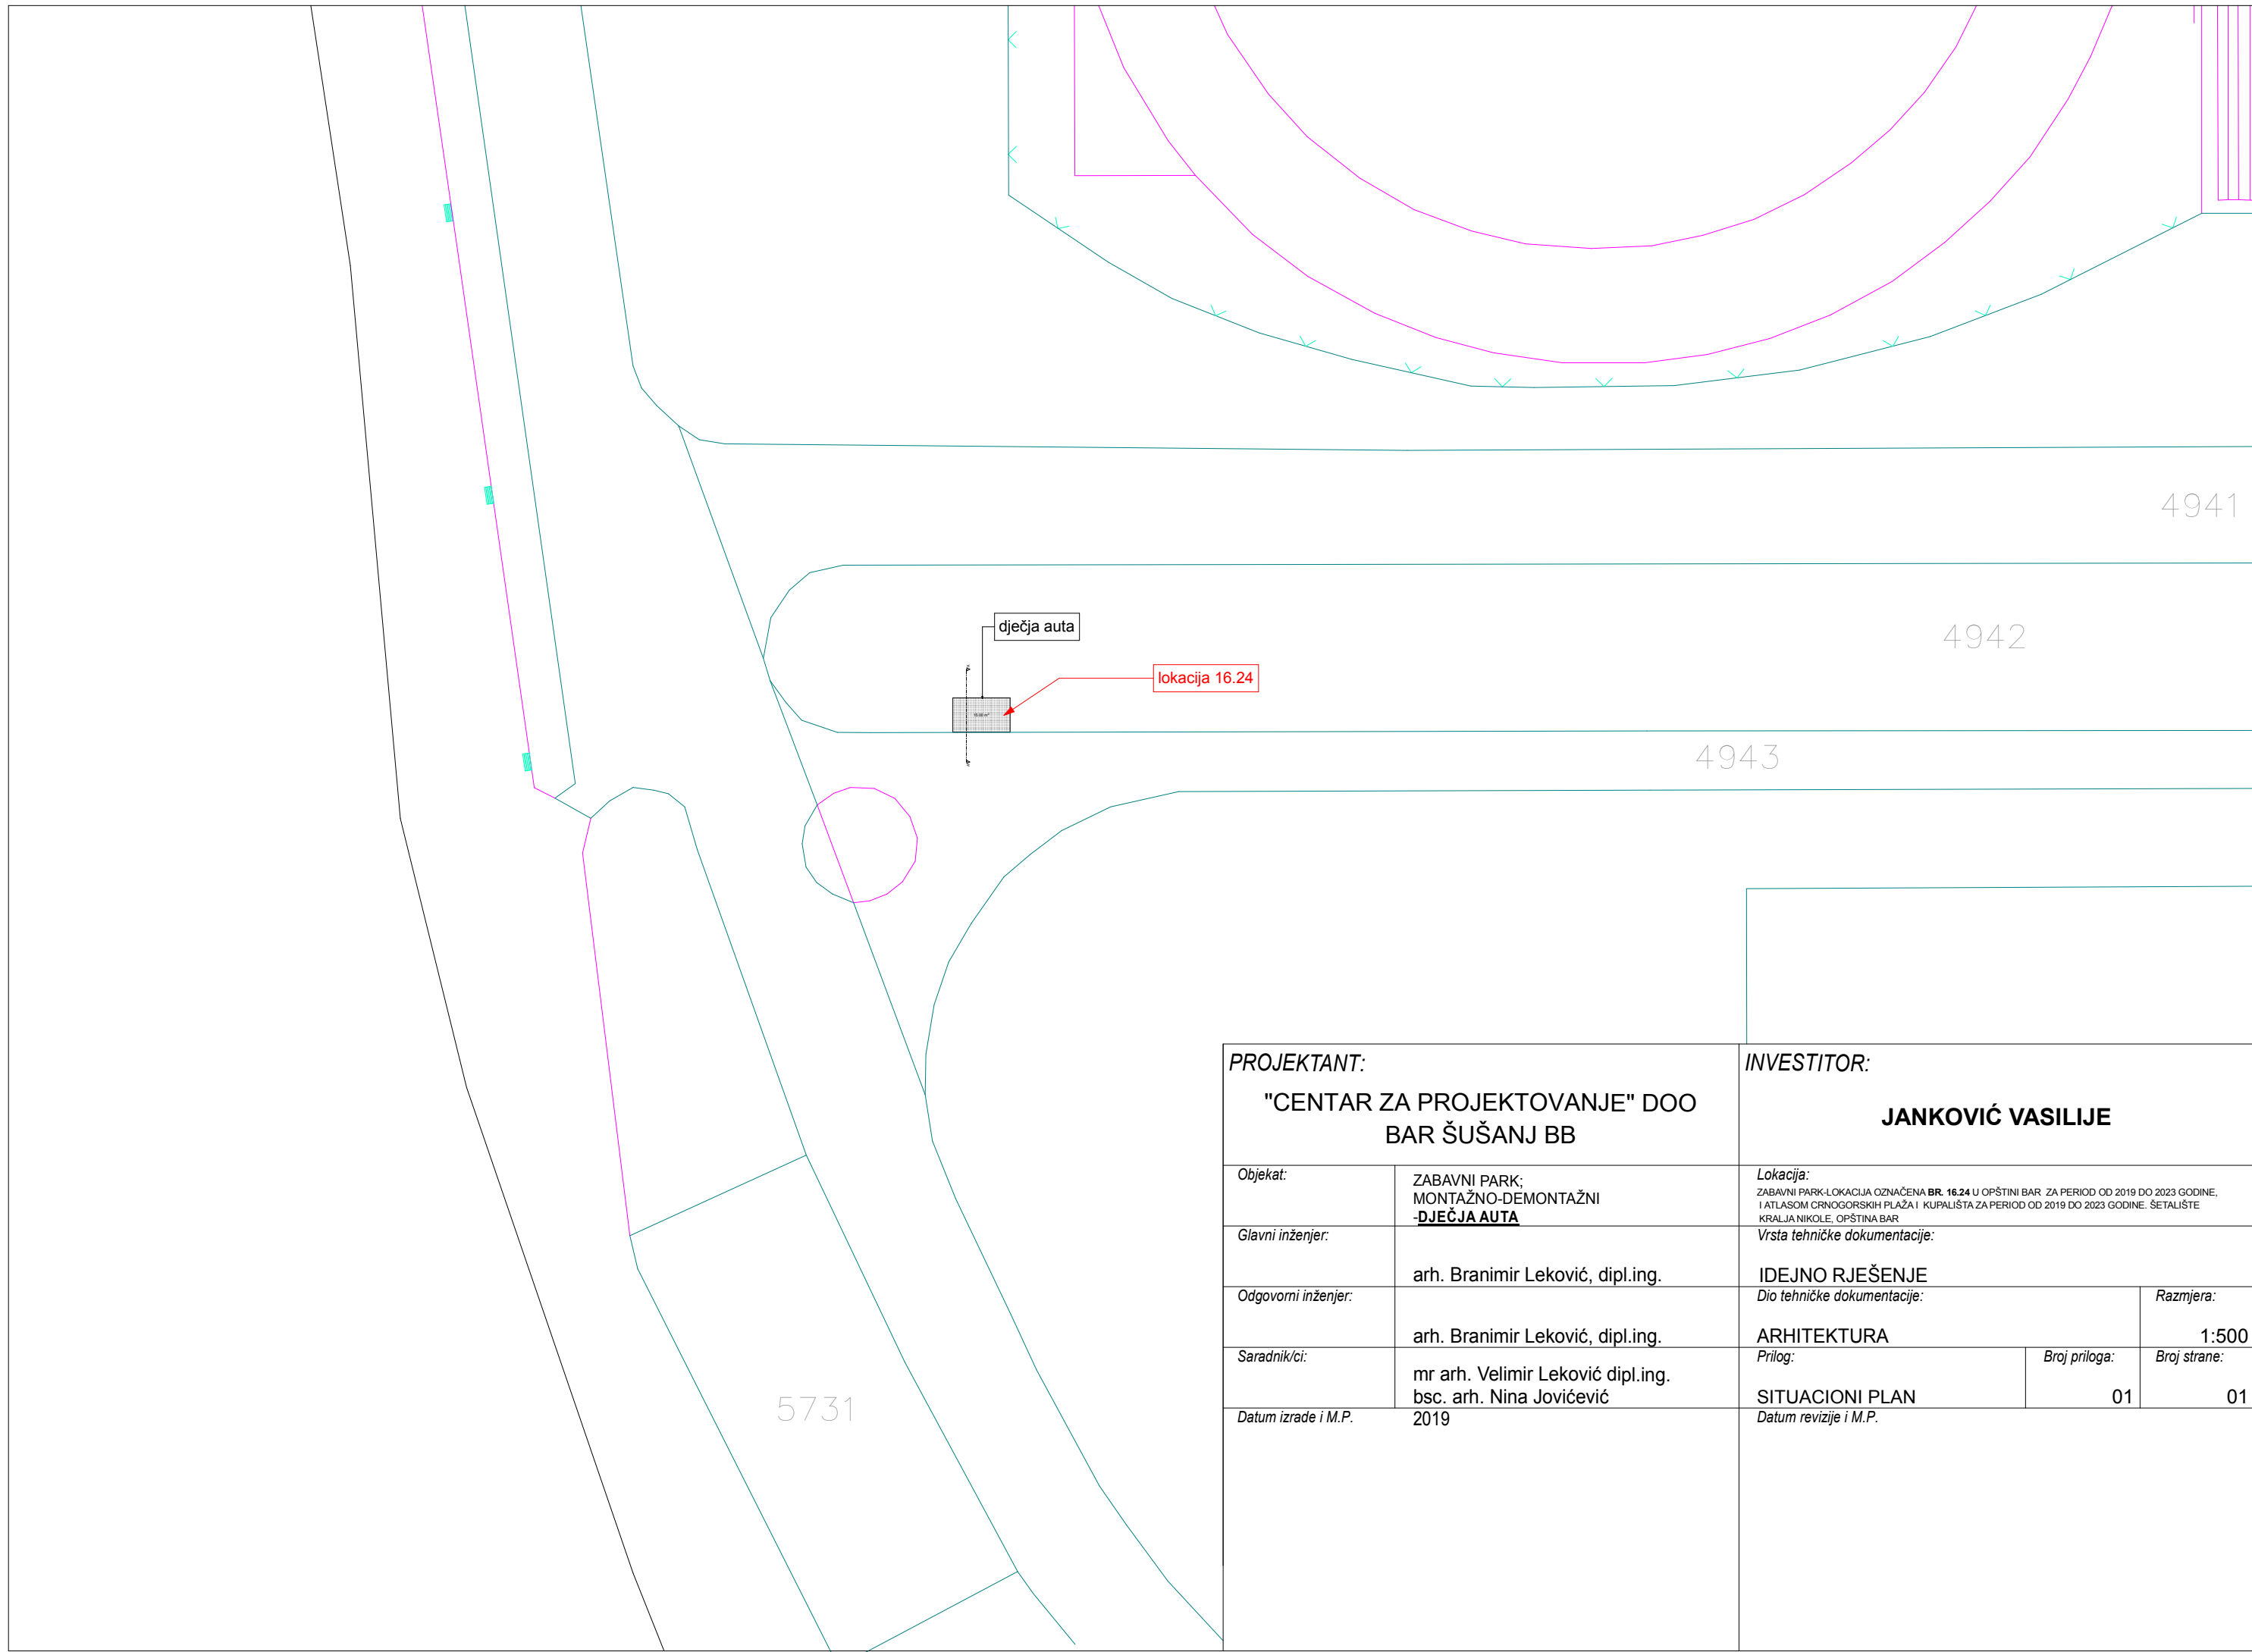 4941
4942
dječja auta
lokacija 16.24
4943
5731
PROJEKTANT:
"CENTAR ZA PROJEKTOVANJE" DOO
BAR ŠUŠANJ BB
INVESTITOR:
JANKOVIĆ VASILIJE
Objekat:
ZABAVNI PARK;
MONTAŽNO-DEMONTAŽNI
-DJEČJA AUTA
Lokacija:
ZABAVNI PARK-LOKACIJA OZNAČENA BR. 16.24 U OPŠTINI BAR ZA PERIOD OD 2019 DO 2023 GODINE,
I ATLASOM CRNOGORSKIH PLAŽA I KUPALIŠTA ZA PERIOD OD 2019 DO 2023 GODINE. ŠETALIŠTE
KRALJA NIKOLE, OPŠTINA BAR
Glavni inženjer:
arh. Branimir Leković, dipl.ing.
Vrsta tehničke dokumentacije:
IDEJNO RJEŠENJE
Odgovorni inženjer:
arh. Branimir Leković, dipl.ing.
Dio tehničke dokumentacije:
ARHITEKTURA
Razmjera:
1:500
Saradnik/ci:
mr arh. Velimir Leković dipl.ing.
bsc. arh. Nina Jovićević
Prilog:
SITUACIONI PLAN
Broj priloga:
01
Broj strane:
01
Datum izrade i M.P.
2019
Datum revizije i M.P.